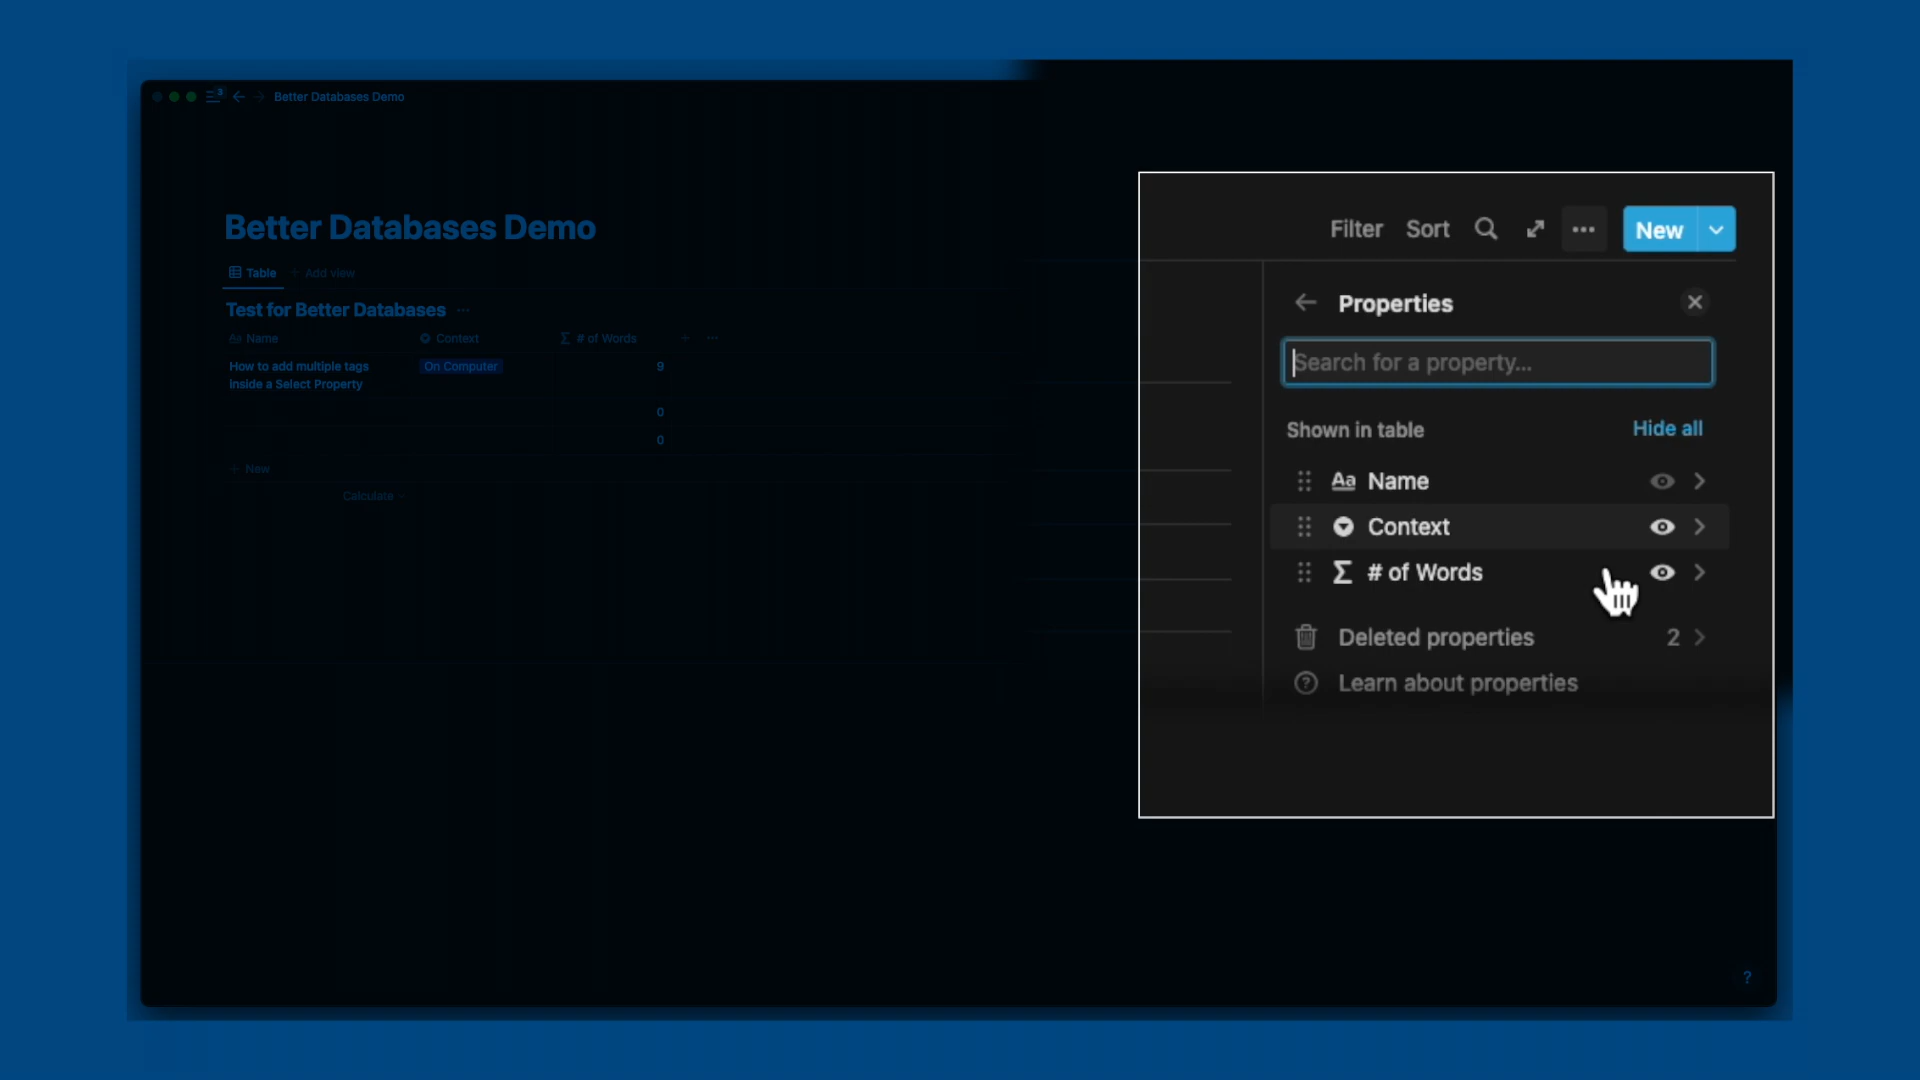 3
Better Databases Demo
Better Databases Demo
Table
Add view
Test for Better Databases ...
Aa Name
Context
Σ # of Words
+ ...
How to add multiple tags
inside a Select Property
On Computer
9
0
0
+ New
Calculate
Filter
Sort
...
New
Properties
Search for a property...
Shown in table
Hide all
Aa Name
Context
Σ # of Words
Deleted properties
2
Learn about properties
?